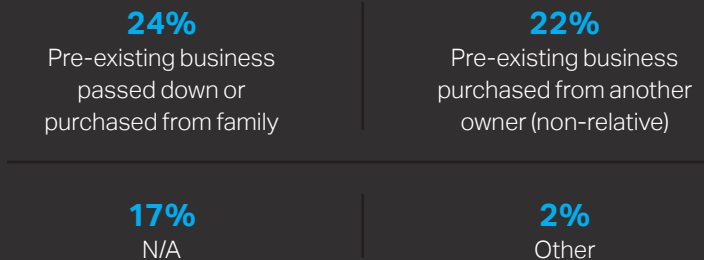 24%
Pre-existing business
passed down or
purchased from family
22%
Pre-existing business
purchased from another
owner (non-relative)
17%
N/A
2%
Other